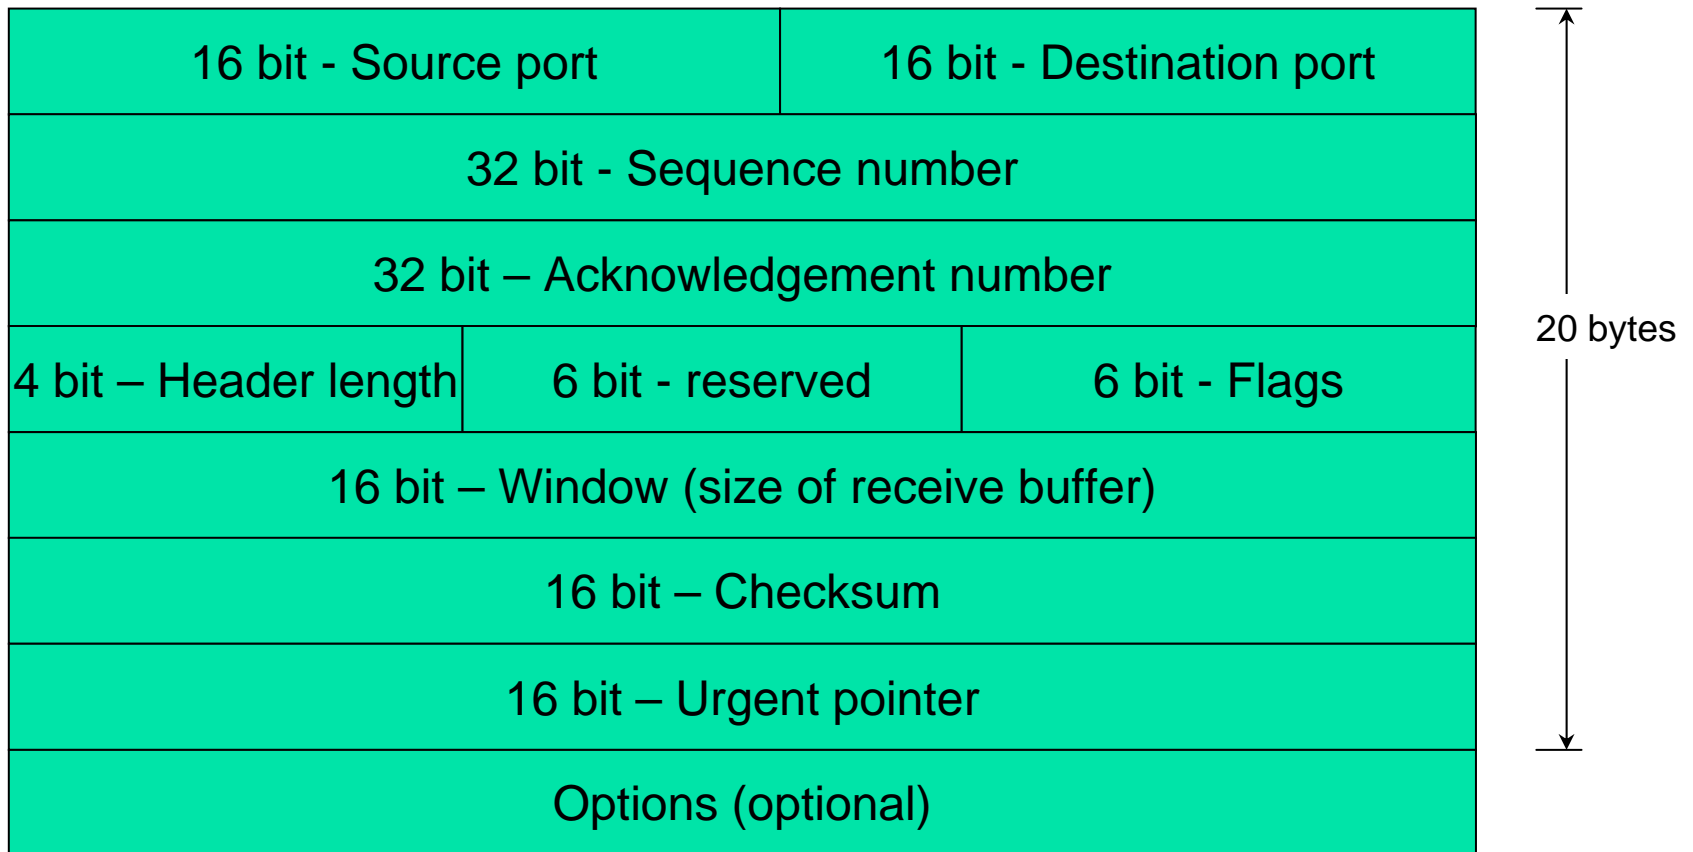 16 bit - Source port
16 bit - Destination port
32 bit - Sequence number
32 bit – Acknowledgement number
4 bit – Header length
6 bit - reserved
6 bit - Flags
20 bytes
16 bit – Window (size of receive buffer)
16 bit – Checksum
16 bit – Urgent pointer
Options (optional)